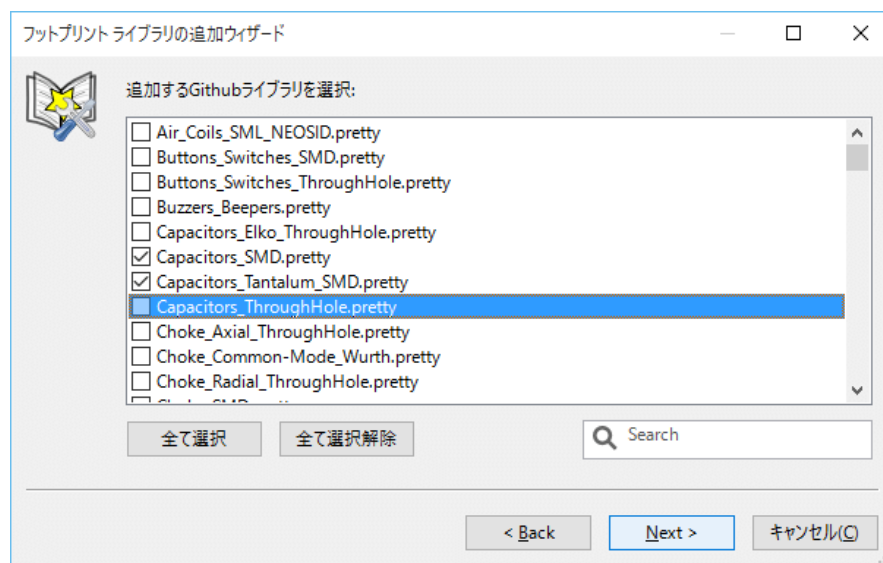 フットプリント ライブラリの追加ウィザード
追加するGithubライブラリを選択:
Air_Coils_SML_NEOSID.pretty
Buttons_Switches_SMD.pretty
Buttons_Switches_ThroughHole.pretty
Buzzers_Beepers.pretty
Capacitors_Elko_ThroughHole.pretty
Capacitors_SMD.pretty
Capacitors_Tantalum_SMD.pretty
Capacitors_ThroughHole.pretty
Choke_Axial_ThroughHole.pretty
Choke_Common-Mode_Wurth.pretty
Choke_Radial_ThroughHole.pretty
全て選択 全て選択解除 Search
< Back Next > キャンセル(C)